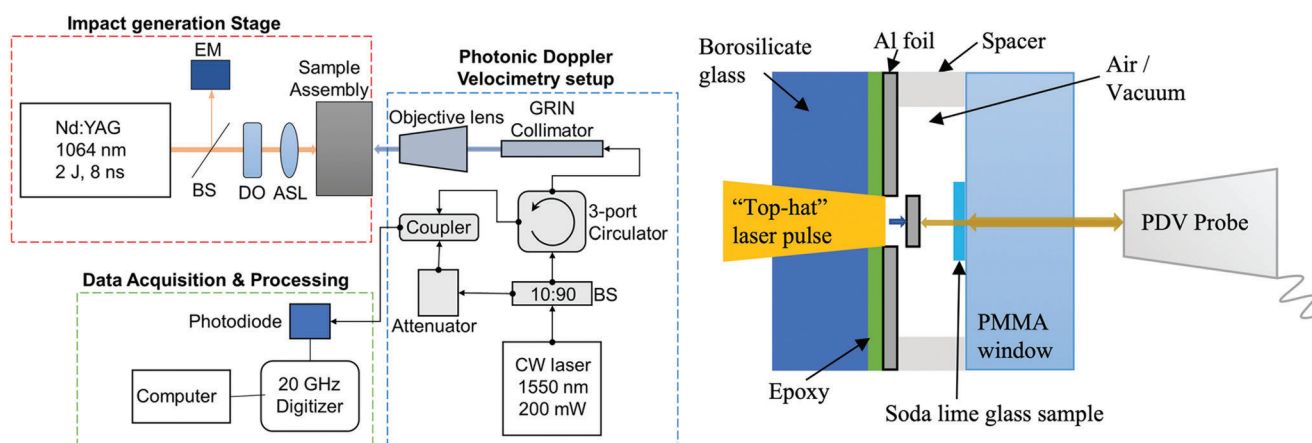 Impact generation Stage
EM
Sample
Assembly
Nd:YAG
1064 nm
2 J, 8 ns
BS
DO
ASL
Photonic Doppler
Velocimetry setup
Objective lens
GRIN
Collimator
3-port
Circulator
Coupler
10:90
BS
Attenuator
CW laser
1550 nm
200 mW
Data Acquisition & Processing
Photodiode
Computer
20 GHz
Digitizer
Borosilicate
glass
Al foil
Spacer
Air /
Vacuum
“Top-hat”
laser pulse
PDV Probe
PMMA
window
Epoxy
Soda lime glass sample